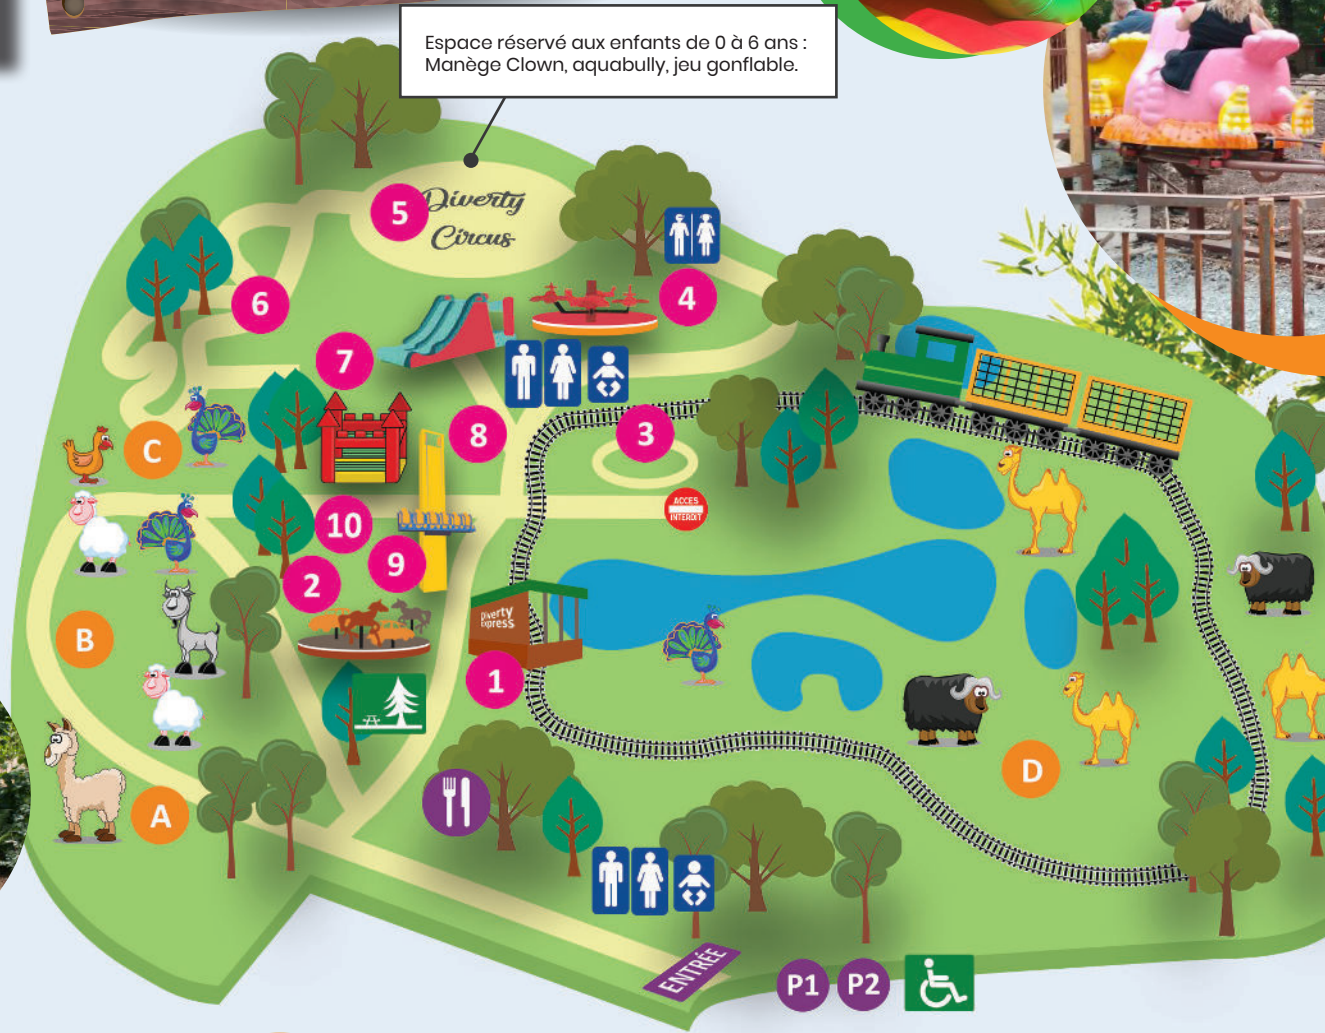 Espace réservé aux enfants de 0 à 6 ans :
Manège Clown, aquabully, jeu gonflable.
5
Diverty
Circus
6
4
7
8
3
C
ACCES
INTERDIT
10
9
2
Diverty
Express
B
1
D
A
ENTRÉE
P1
P2